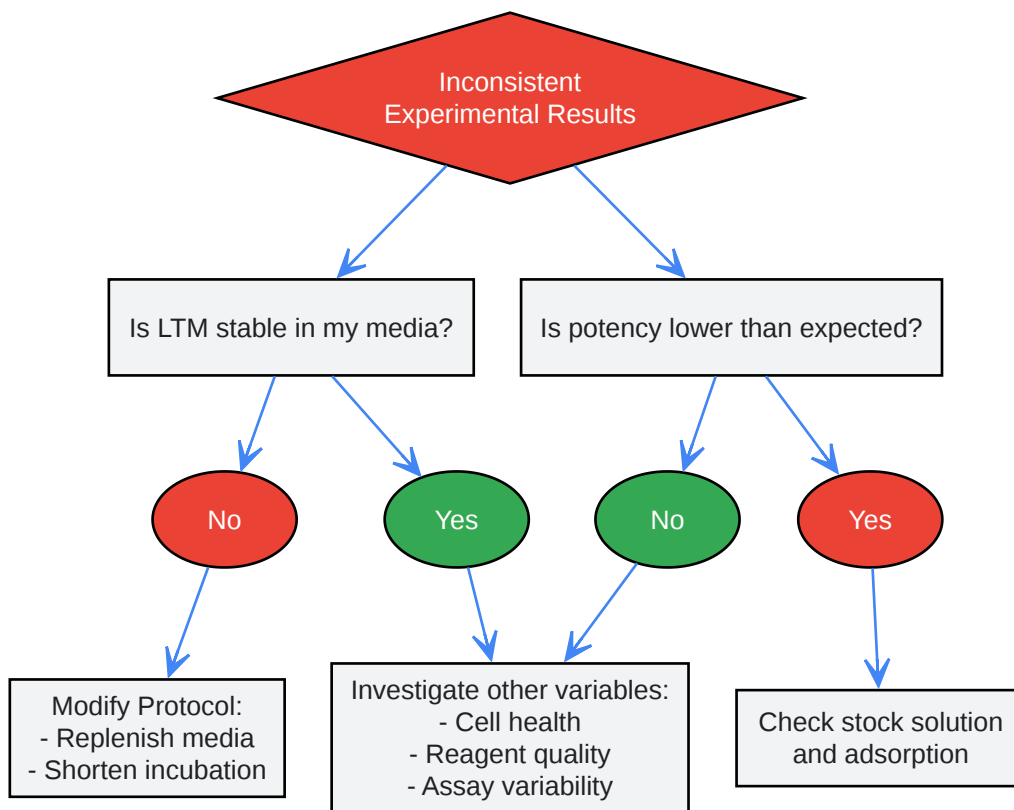 Inconsistent
Experimental Results
Is LTM stable in my media?
Is potency lower than expected?
No
Yes
No
Yes
Modify Protocol:
- Replenish media
- Shorten incubation
Investigate other variables:
- Cell health
- Reagent quality
- Assay variability
Check stock solution
and adsorption